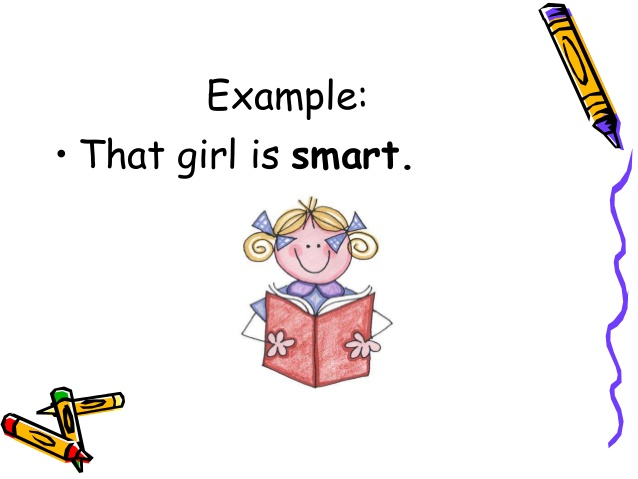 Example:
• That girl is smart.